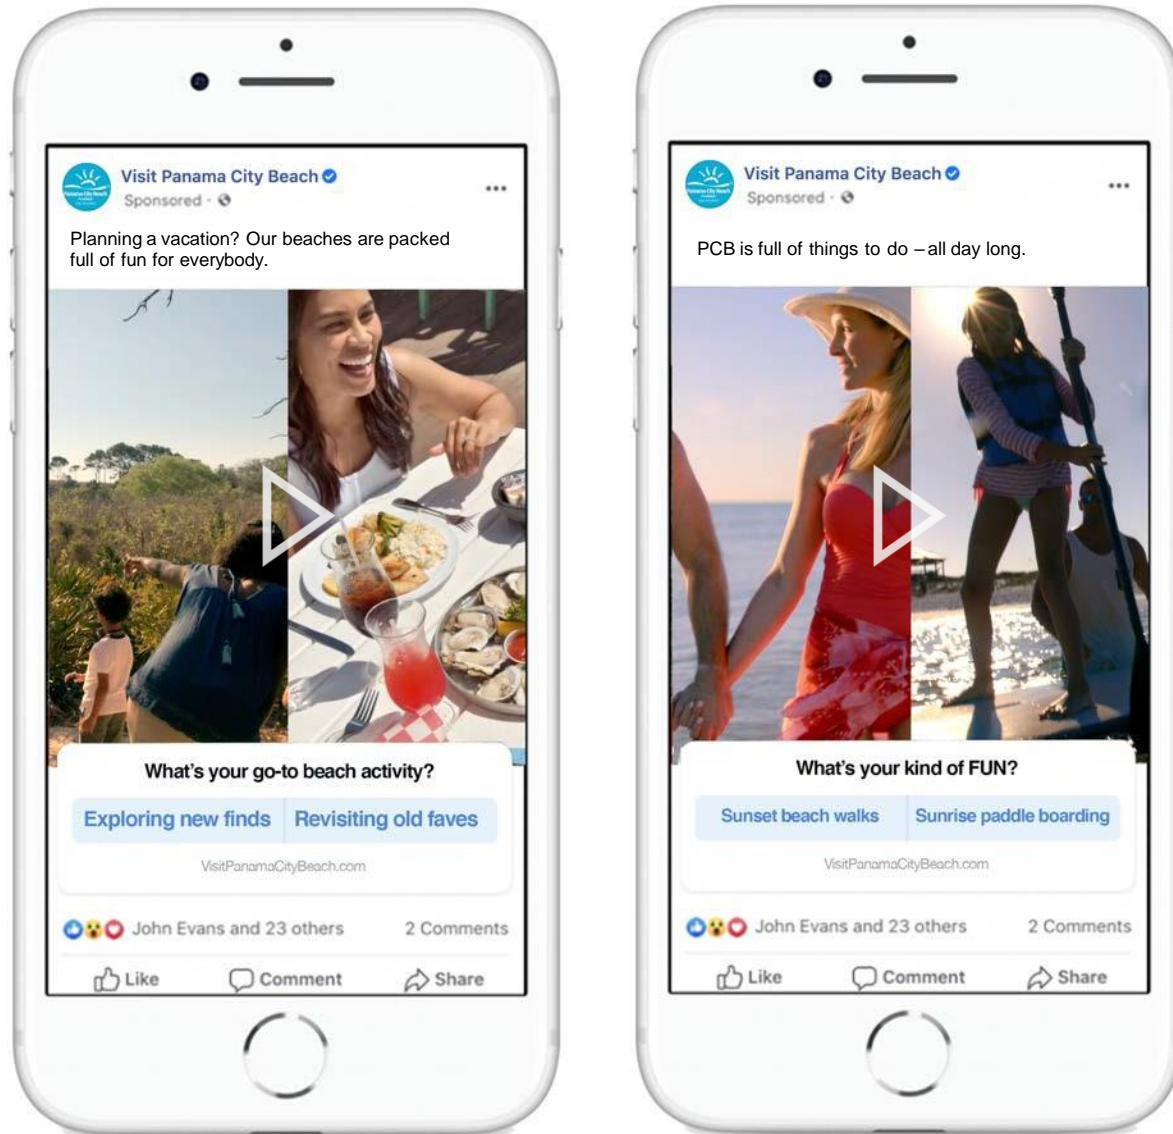 Visit Panama City Beach
Sponsored ·
Planning a vacation? Our beaches are packed
full of fun for everybody.
What's your go-to beach activity?
Exploring new finds
Revisiting old faves
VisitPanamaCityBeach.com
John Evans and 23 others
2 Comments
Like
Comment
Share
Visit Panama City Beach
Sponsored ·
PCB is full of things to do – all day long.
What's your kind of FUN?
Sunset beach walks
Sunrise paddle boarding
VisitPanamaCityBeach.com
John Evans and 23 others
2 Comments
Like
Comment
Share